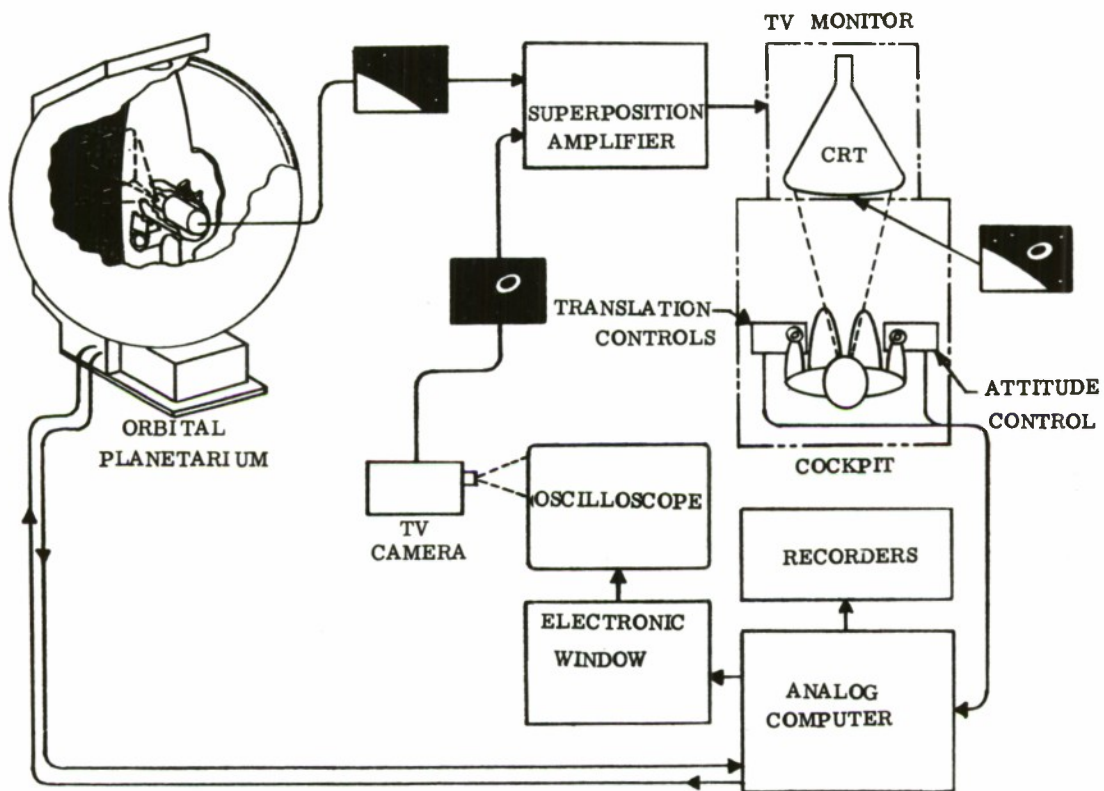 TV MONITOR
SUPERPOSITION
AMPLIFIER
CRT
TRANSLATION
CONTROLS
ATTITUDE
CONTROL
ORBITAL
PLANETARIUM
COCKPIT
OSCILLOSCOPE
TV
CAMERA
RECORDERS
ELECTRONIC
WINDOW
ANALOG
COMPUTER